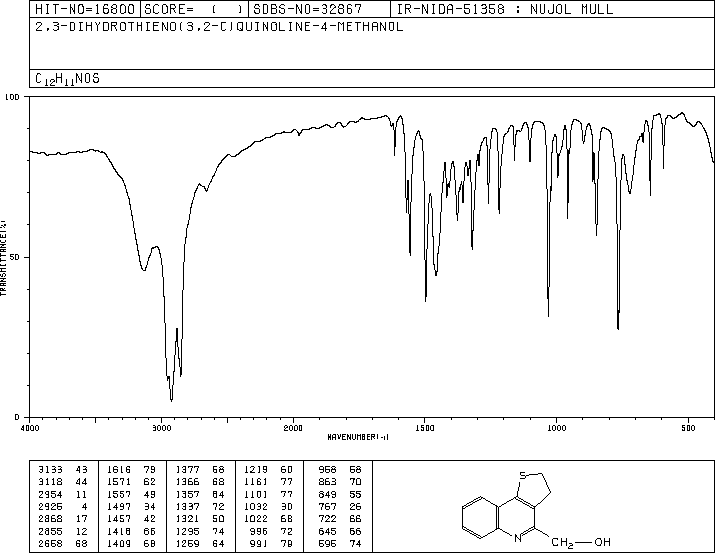 HIT-NO=16800 SCORE= ( ) SDBS-NO=32867 IR-NIDA-51358 : NUJOL MULL
2,3-DIHYDROTHIENO(3,2-C)QUINOLINE-4-METHANOL
C12H11NOS
100
50
0
TRANSMITTANCE(%)
4000 3000 2000 1500 1000 500
WAVENUMBER(-1)
3133 43 1616 79 1377 58 1219 60 958 58
3118 44 1571 62 1366 68 1161 77 863 70
2954 11 1557 49 1357 64 1101 77 849 55
2925 4 1497 34 1337 72 1032 30 767 26
2868 17 1457 42 1321 50 1022 68 722 66
2855 12 1418 66 1295 74 996 72 645 66
2658 68 1409 68 1259 64 991 79 595 74
S
N
CH2—OH